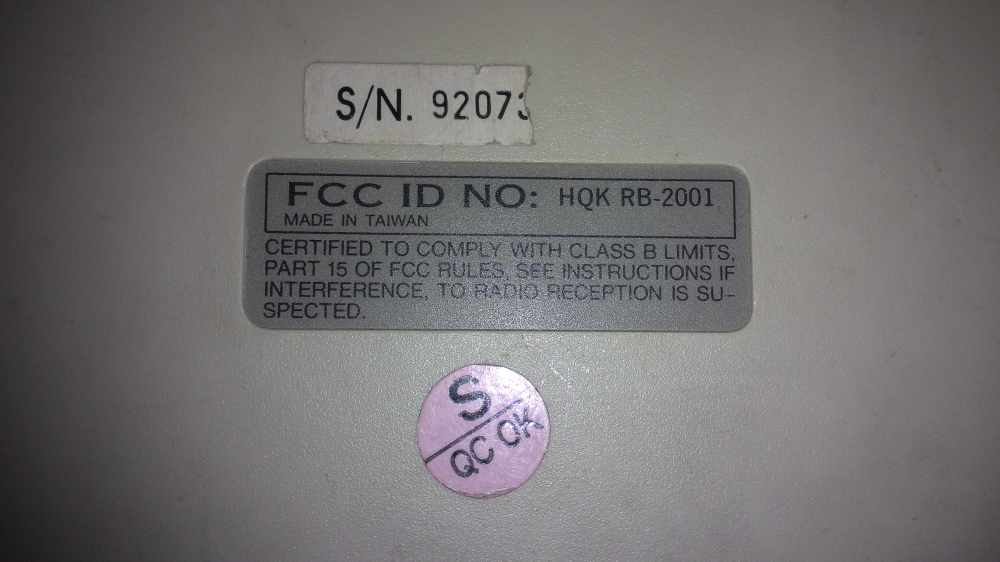 S/N. 92073
FCC ID NO: HQK RB-2001
MADE IN TAIWAN
CERTIFIED TO COMPLY WITH CLASS B LIMITS,
PART 15 OF FCC RULES. SEE INSTRUCTIONS IF
INTERFERENCE, TO RADIO RECEPTION IS SU-
SPECTED.
S
QC OK